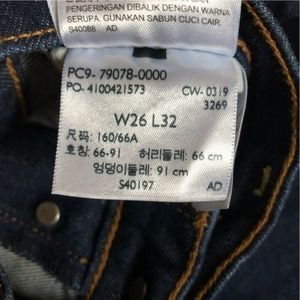 PENGERINGAN DIBALIK DENGAN WARNA
SERUPA. GUNAKAN SABUN CUCI CAIR.
S40088 AD
PC9- 79078-0000
PO- 4100421573 CW-0319
3269
W26 L32
尺码: 160/66A
호칭: 66-91 허리둘레: 66 cm
엉덩이둘레: 91 cm
S40197 AD